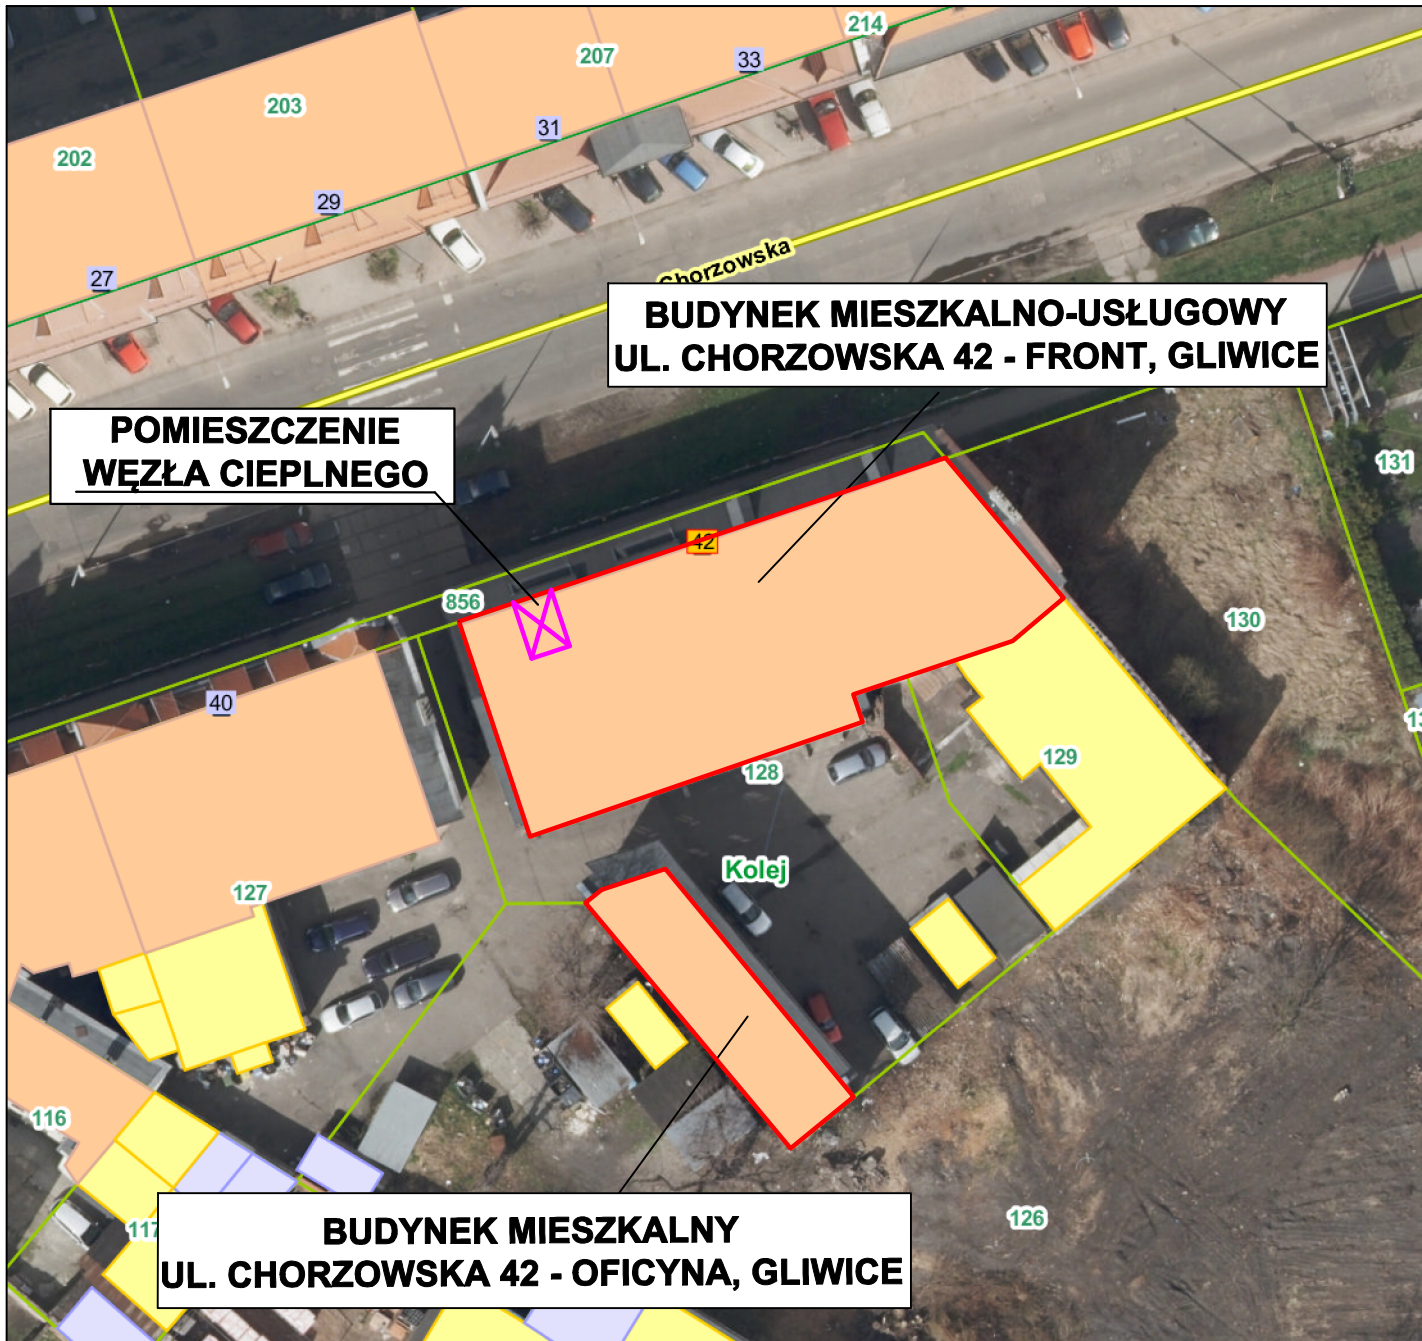 214
207
33
203
31
202
29
27
Chorzowska
BUDYNEK MIESZKALNO-USŁUGOWY
UL. CHORZOWSKA 42 - FRONT, GLIWICE
POMIESZCZENIE
WĘZŁA CIEPLNEGO
131
42
856
130
40
129
128
Kolej
127
116
126
117
BUDYNEK MIESZKALNY
UL. CHORZOWSKA 42 - OFICYNA, GLIWICE